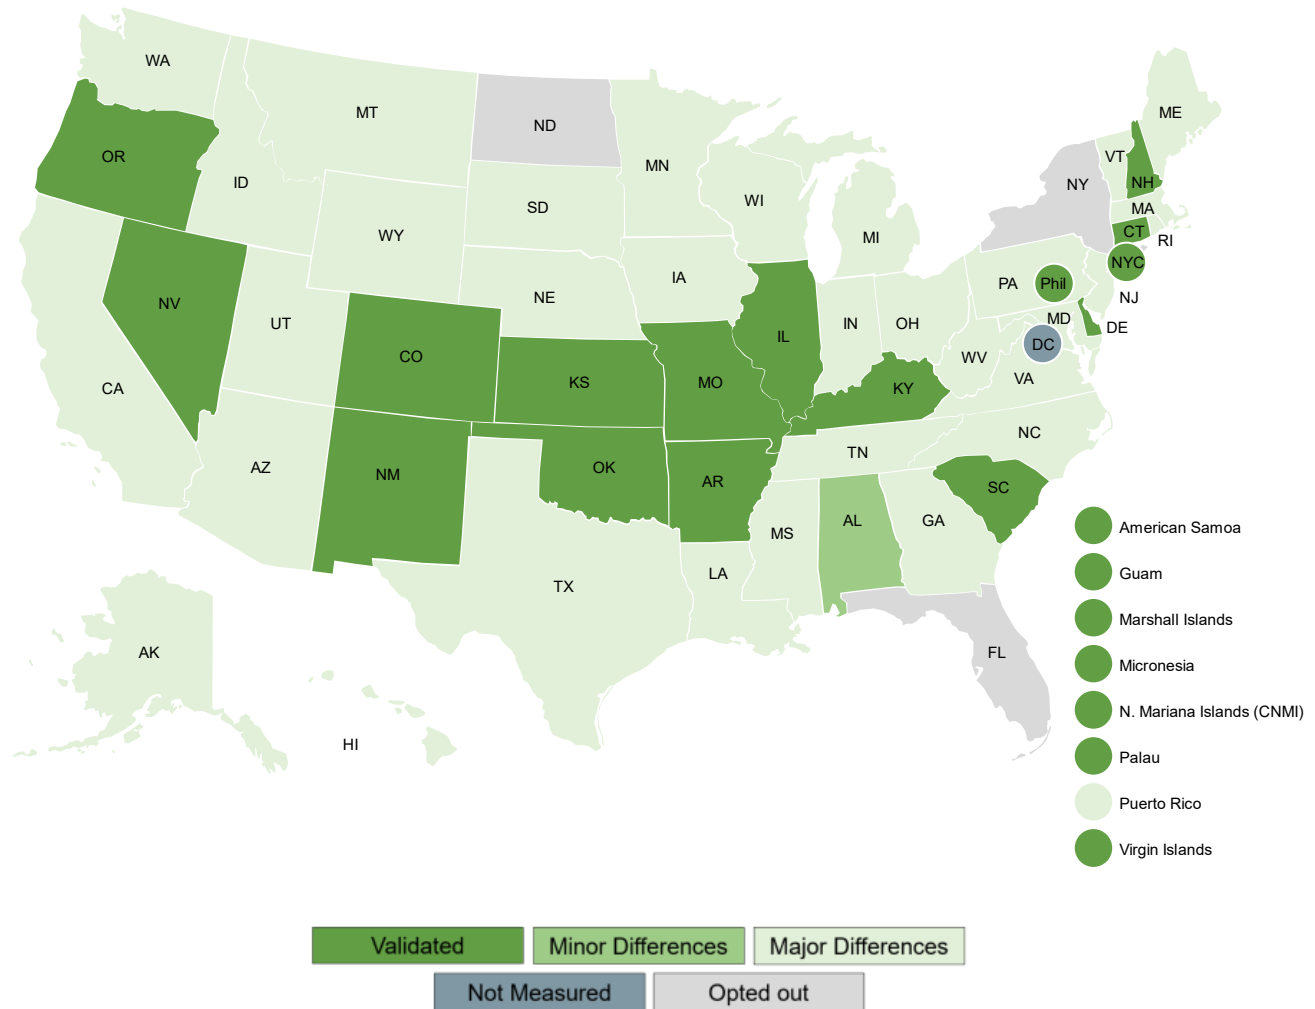 WA
MT
ND
MN
ME
OR
ID
SD
WI
VT
NH
NY
MA
WY
MI
CT
RI
NYC
NV
UT
NE
IA
PA
Phil
NJ
IL
IN
OH
MD
DE
DC
CO
KS
MO
WV
VA
CA
KY
NC
AZ
NM
OK
TN
AR
SC
MS
AL
GA
American Samoa
LA
Guam
TX
Marshall Islands
AK
FL
Micronesia
N. Mariana Islands (CNMI)
HI
Palau
Puerto Rico
Virgin Islands
Validated
Minor Differences
Major Differences
Not Measured
Opted out